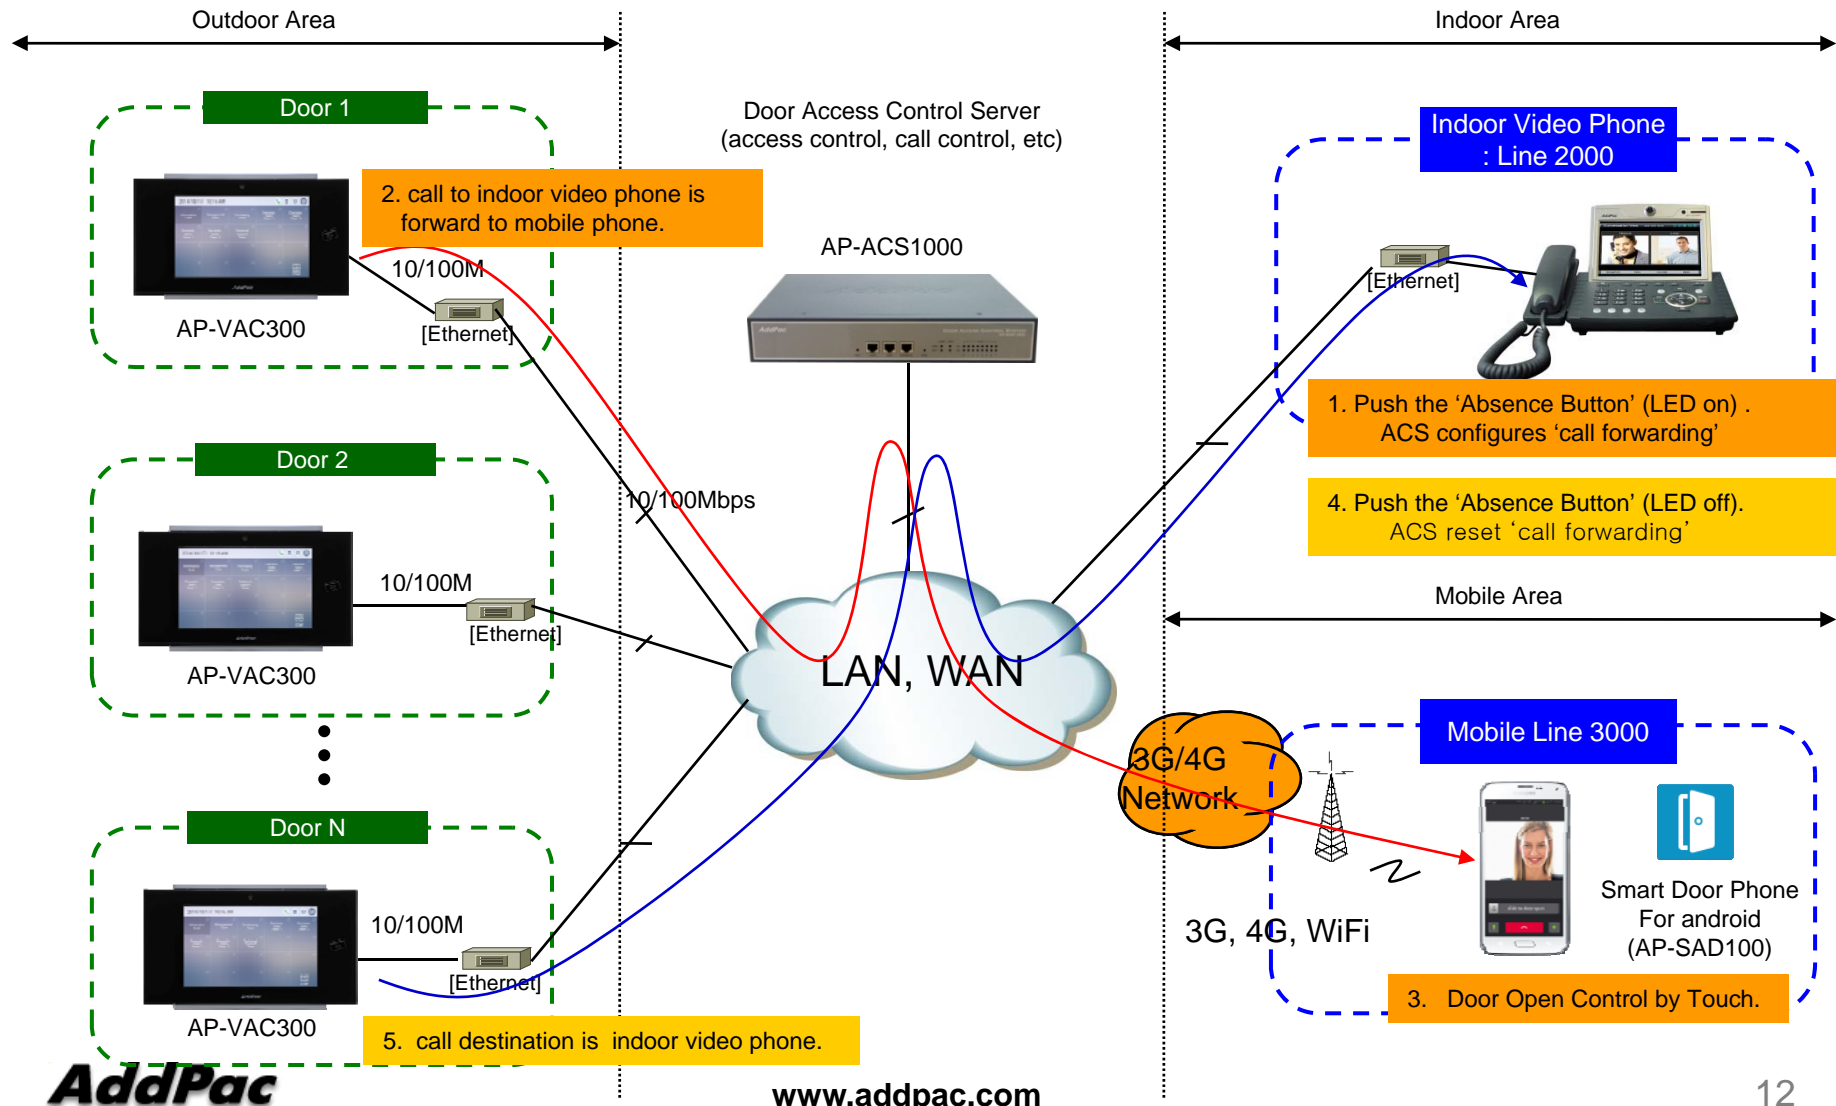 Outdoor Area
Indoor Area
Door 1
Door Access Control Server
(access control, call control, etc)
Indoor Video Phone
: Line 2000
2. call to indoor video phone is
forward to mobile phone.
10/100M
[Ethernet]
AP-VAC300
AP-ACS1000
AddPac
[Ethernet]
1. Push the ‘Absence Button’ (LED on) .
ACS configures ‘call forwarding’
Door 2
10/100Mbps
4. Push the ‘Absence Button’ (LED off).
ACS reset ‘call forwarding’
10/100M
[Ethernet]
AP-VAC300
Mobile Area
LAN, WAN
Mobile Line 3000
3G/4G
Network
Door N
10/100M
[Ethernet]
AP-VAC300
3G, 4G, WiFi
Smart Door Phone
For android
(AP-SAD100)
3. Door Open Control by Touch.
5. call destination is indoor video phone.
AddPac
www.addpac.com
12